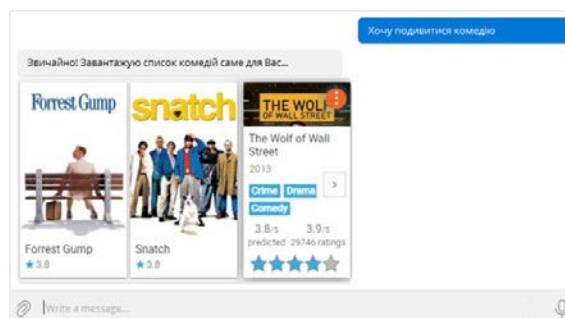 Хочу подивитися комедію
Звичайно! Завантажую список комедій саме для Вас...
Forrest Gump
snatch
THE WOLF
OF WALL STREET
The Wolf of Wall
Street
2013
Crime Drama
Comedy
3.8/5 3.9/5
predicted 29746 ratings
Forrest Gump
3.8
Snatch
3.8
Write a message...